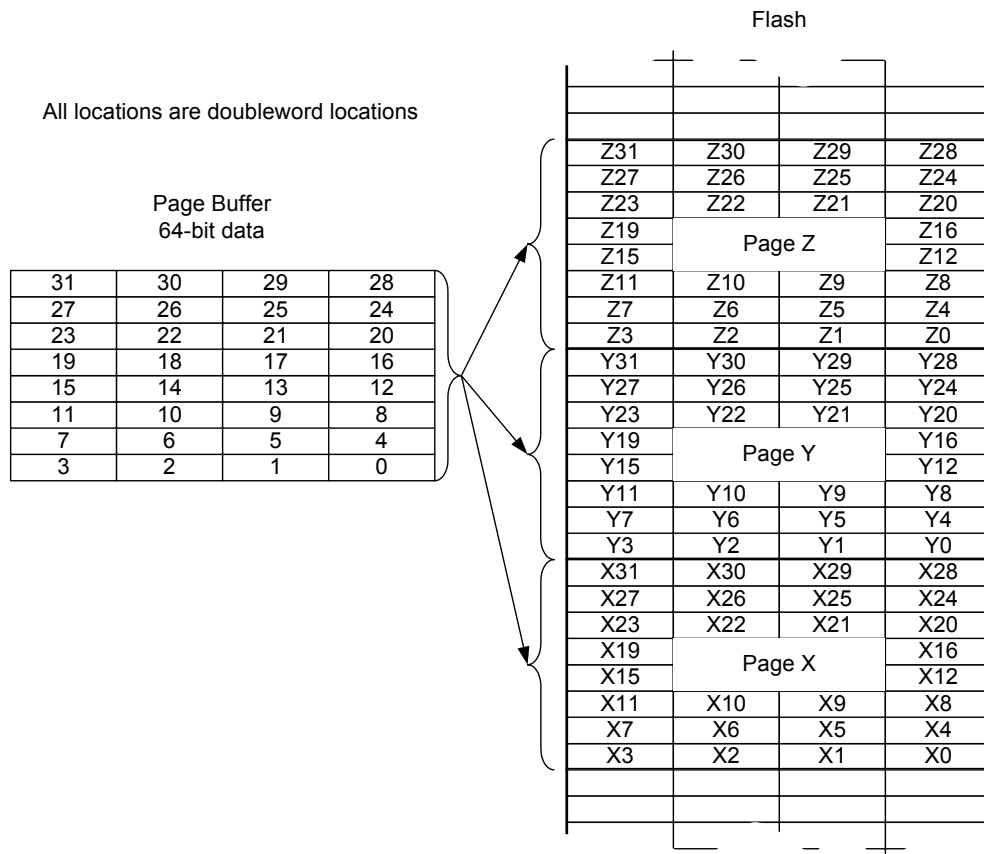 Flash
All locations are doubleword locations
Page Buffer
64-bit data
31 30 29 28
27 26 25 24
23 22 21 20
19 18 17 16
15 14 13 12
11 10 9 8
7 6 5 4
3 2 1 0
Z31 Z30 Z29 Z28
Z27 Z26 Z25 Z24
Z23 Z22 Z21 Z20
Z19 Z16
Page Z
Z15 Z12
Z11 Z10 Z9 Z8
Z7 Z6 Z5 Z4
Z3 Z2 Z1 Z0
Y31 Y30 Y29 Y28
Y27 Y26 Y25 Y24
Y23 Y22 Y21 Y20
Y19 Y16
Page Y
Y15 Y12
Y11 Y10 Y9 Y8
Y7 Y6 Y5 Y4
Y3 Y2 Y1 Y0
X31 X30 X29 X28
X27 X26 X25 X24
X23 X22 X21 X20
X19 X16
Page X
X15 X12
X11 X10 X9 X8
X7 X6 X5 X4
X3 X2 X1 X0